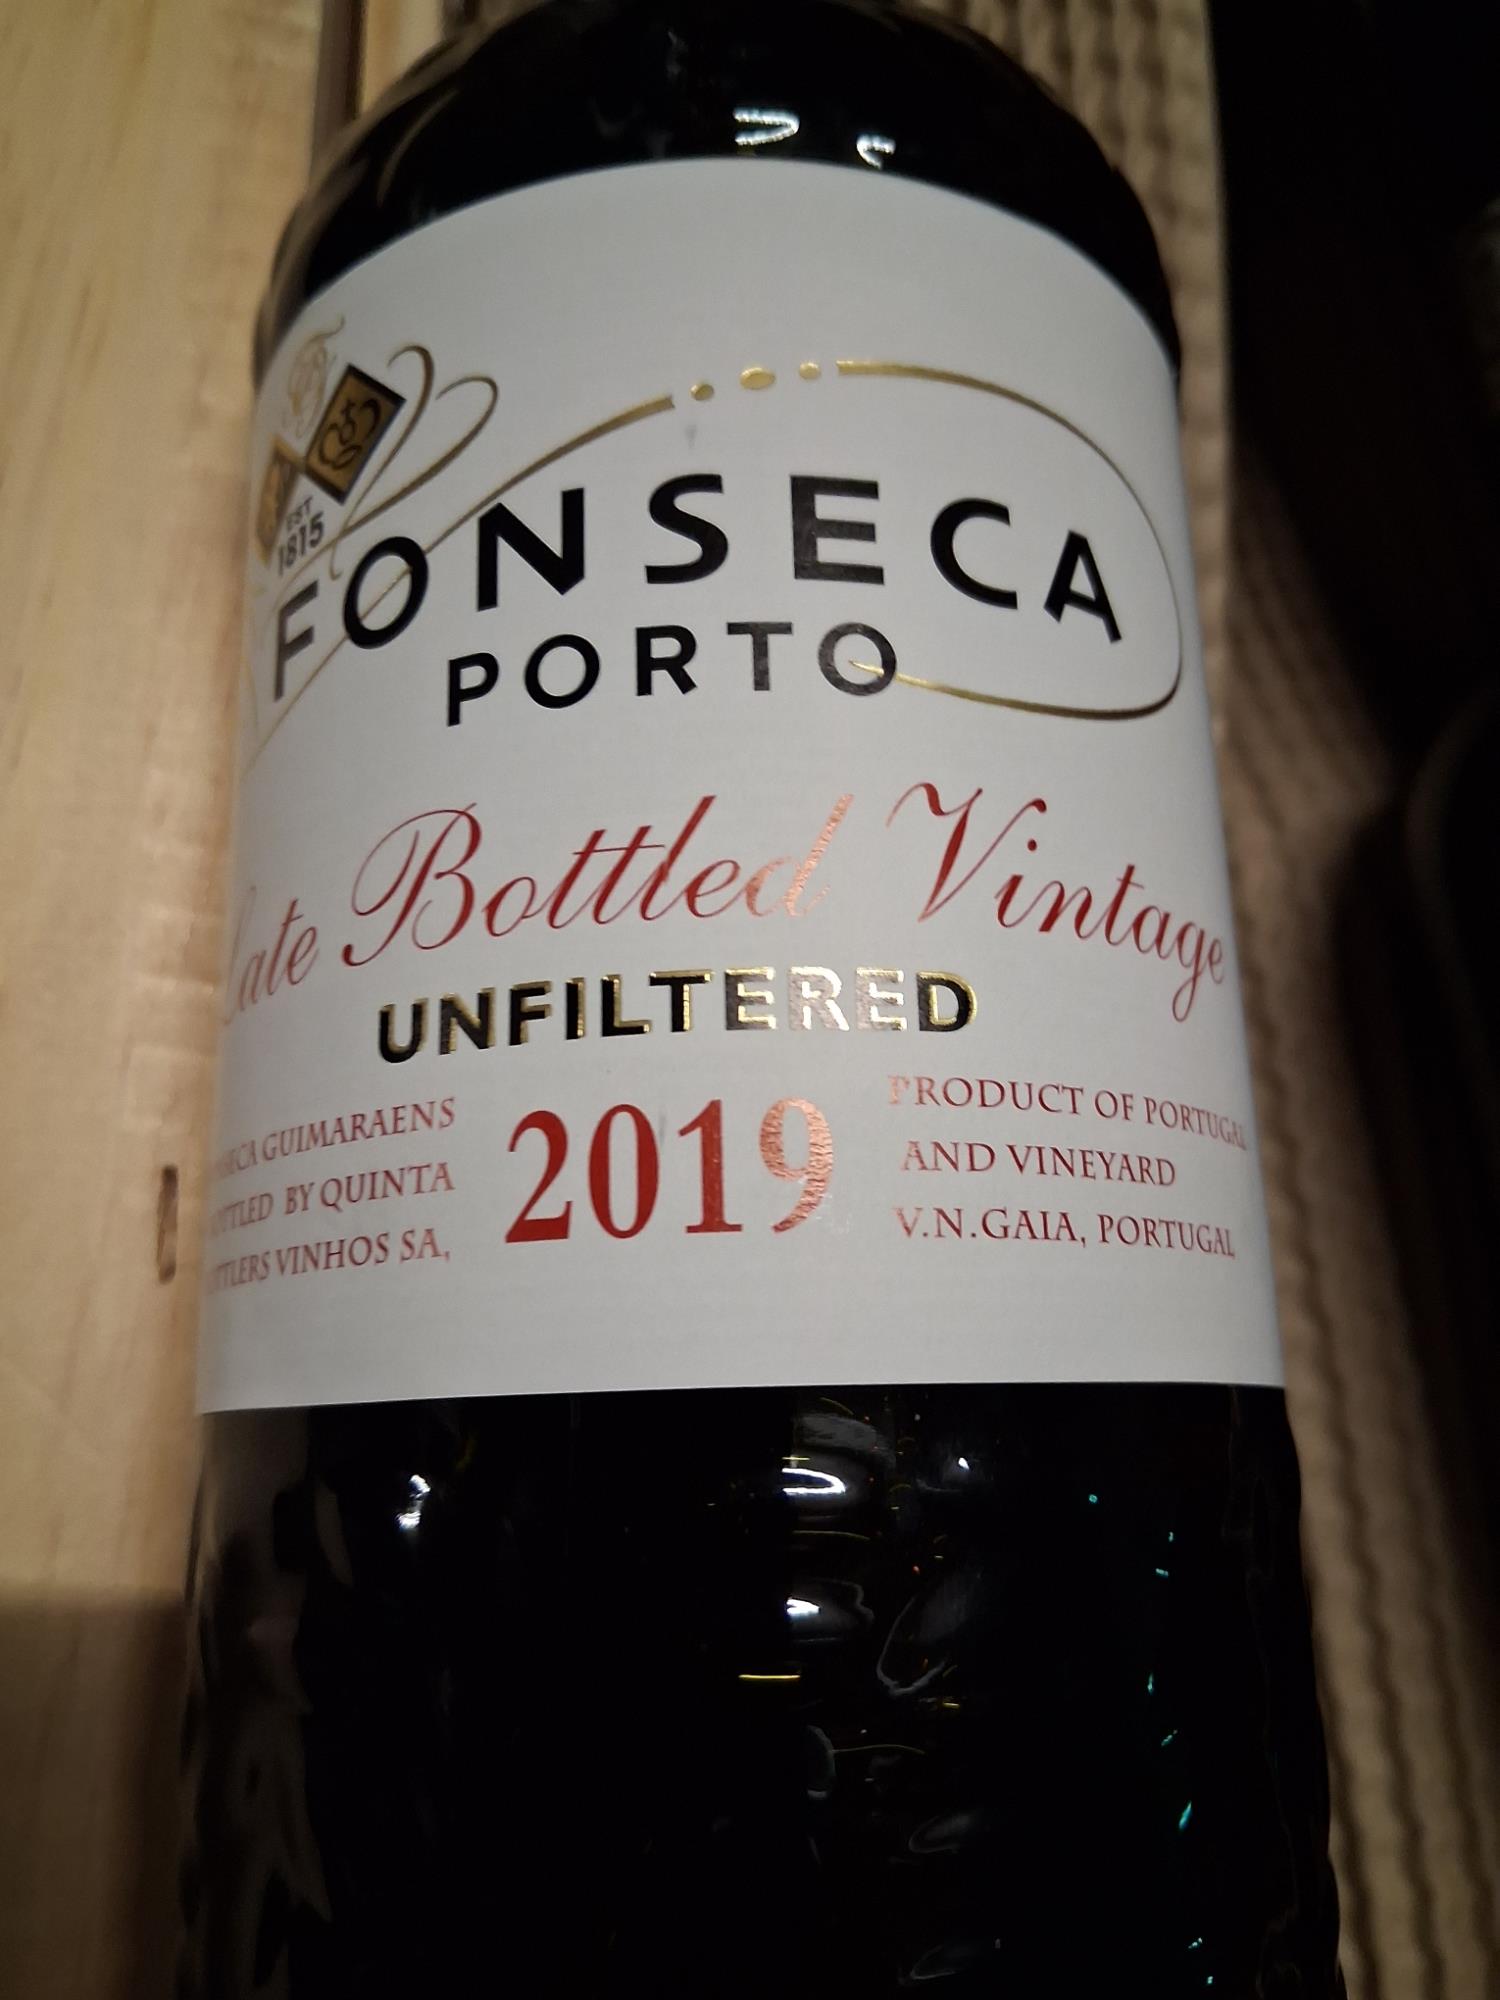 EST
1815
FONSECA
PORTO
Late Bottled Vintage
UNFILTERED
2019
GUIMARAENS
BY QUINTA
VINHOS SA,
PRODUCT OF PORTUGAL
AND VINEYARD
V.N.GAIA, PORTUGAL